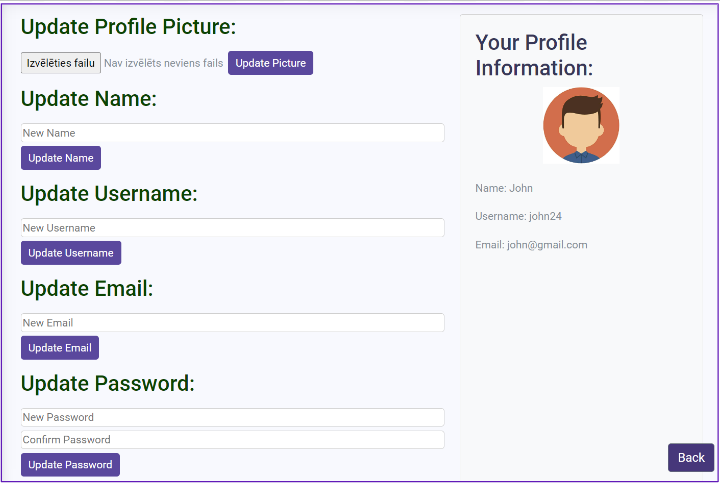 Update Profile Picture:
Izvēlēties failu Nav izvēlēts neviens fails Update Picture
Update Name:
New Name
Update Name
Update Username:
New Username
Update Username
Update Email:
New Email
Update Email
Update Password:
New Password
Confirm Password
Update Password
Your Profile
Information:
Name: John
Username: john24
Email: john@gmail.com
Back